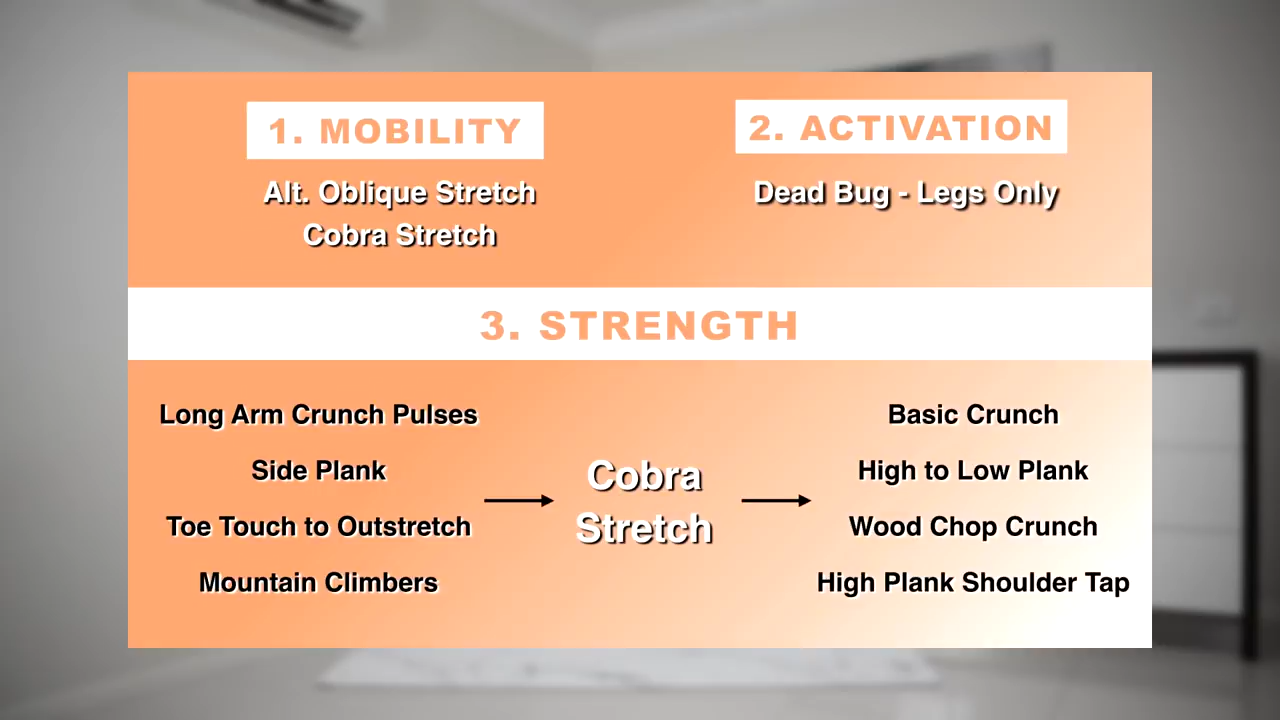 1. MOBILITY
Alt. Oblique Stretch
Cobra Stretch
2. ACTIVATION
Dead Bug - Legs Only
3. STRENGTH
Long Arm Crunch Pulses
Side Plank
Toe Touch to Outstretch
Mountain Climbers
Cobra
Stretch
Basic Crunch
High to Low Plank
Wood Chop Crunch
High Plank Shoulder Tap